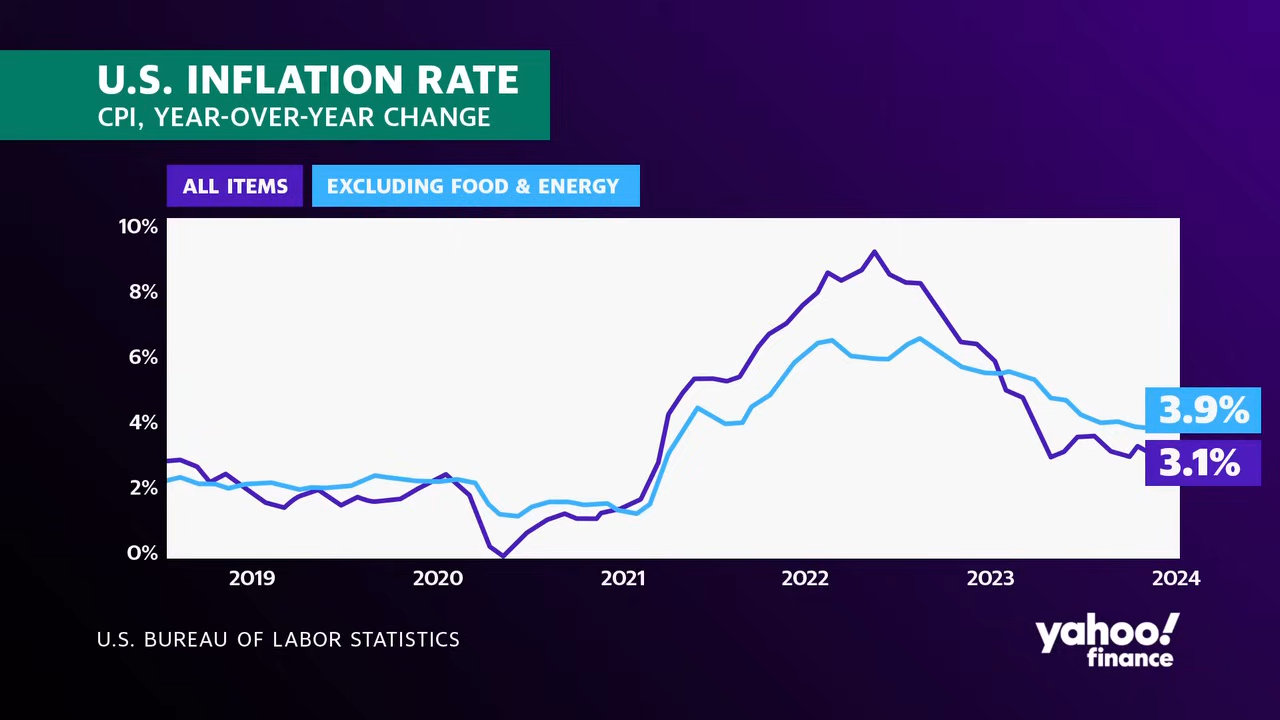 U.S. INFLATION RATE
CPI, YEAR-OVER-YEAR CHANGE
ALL ITEMS
EXCLUDING FOOD & ENERGY
10%
8%
6%
4%
2%
0%
3.9%
3.1%
2019 2020 2021 2022 2023 2024
U.S. BUREAU OF LABOR STATISTICS
yahoo!
finance